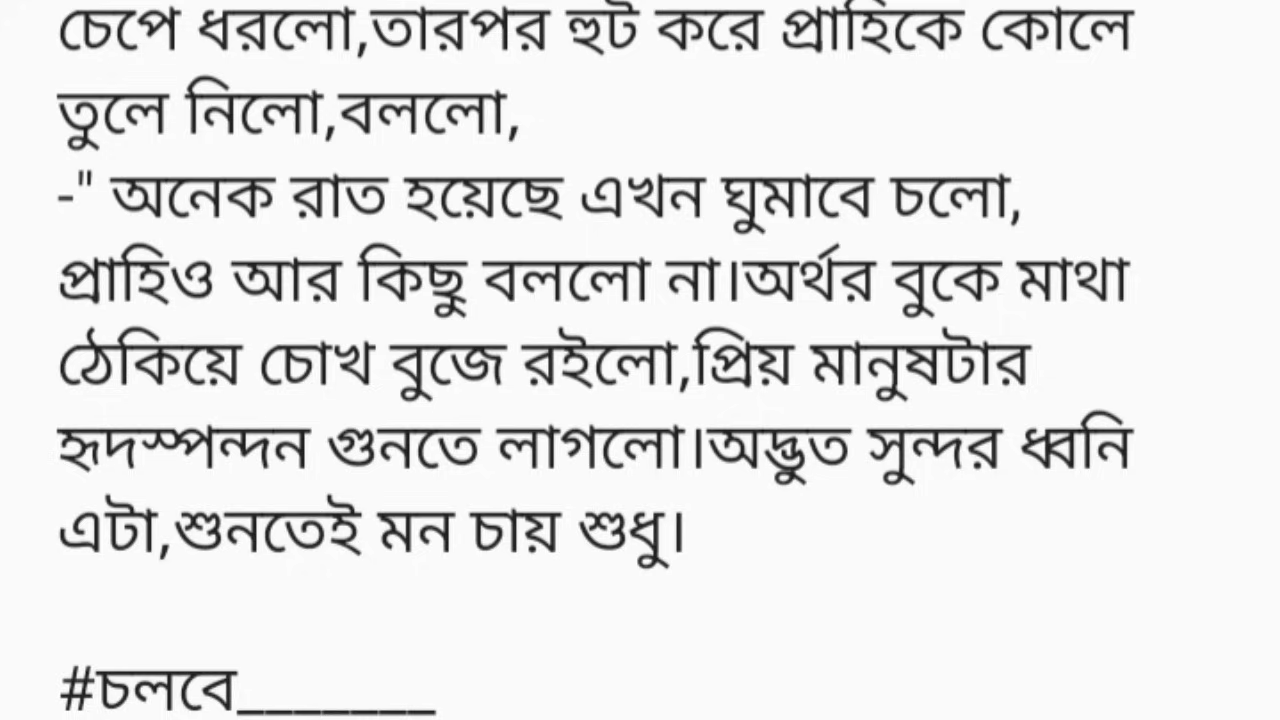 চেপে ধরলো,তারপর হুট করে প্রাহিকে কোলে
তুলে নিলো,বললো,
-" অনেক রাত হয়েছে এখন ঘুমাবে চলো,
প্রাহিও আর কিছু বললো না।অর্থর বুকে মাথা
ঠেকিয়ে চোখ বুজে রইলো,প্রিয় মানুষটার
হৃদস্পন্দন গুনতে লাগলো।অদ্ভুত সুন্দর ধ্বনি
এটা,শুনতেই মন চায় শুধু।
#চলবে_______